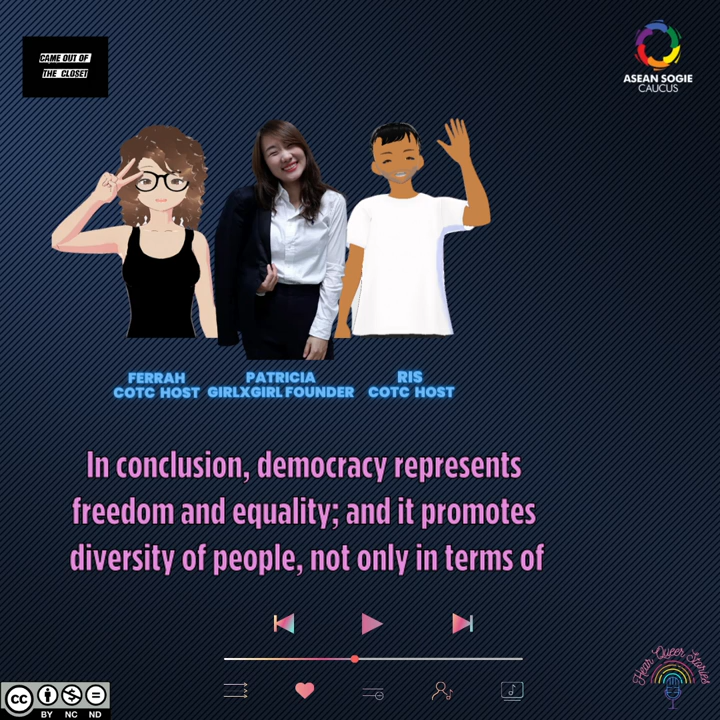 CAME OUT OF
THE CLOSET
ASEAN SOGIE
CAUCUS
FERRAH
COTC HOST
PATRICIA
GIRLXGIRL FOUNDER
RIS
COTC HOST
In conclusion, democracy represents
freedom and equality; and it promotes
diversity of people, not only in terms of
Hear Queer Stories
CC
BY NC ND